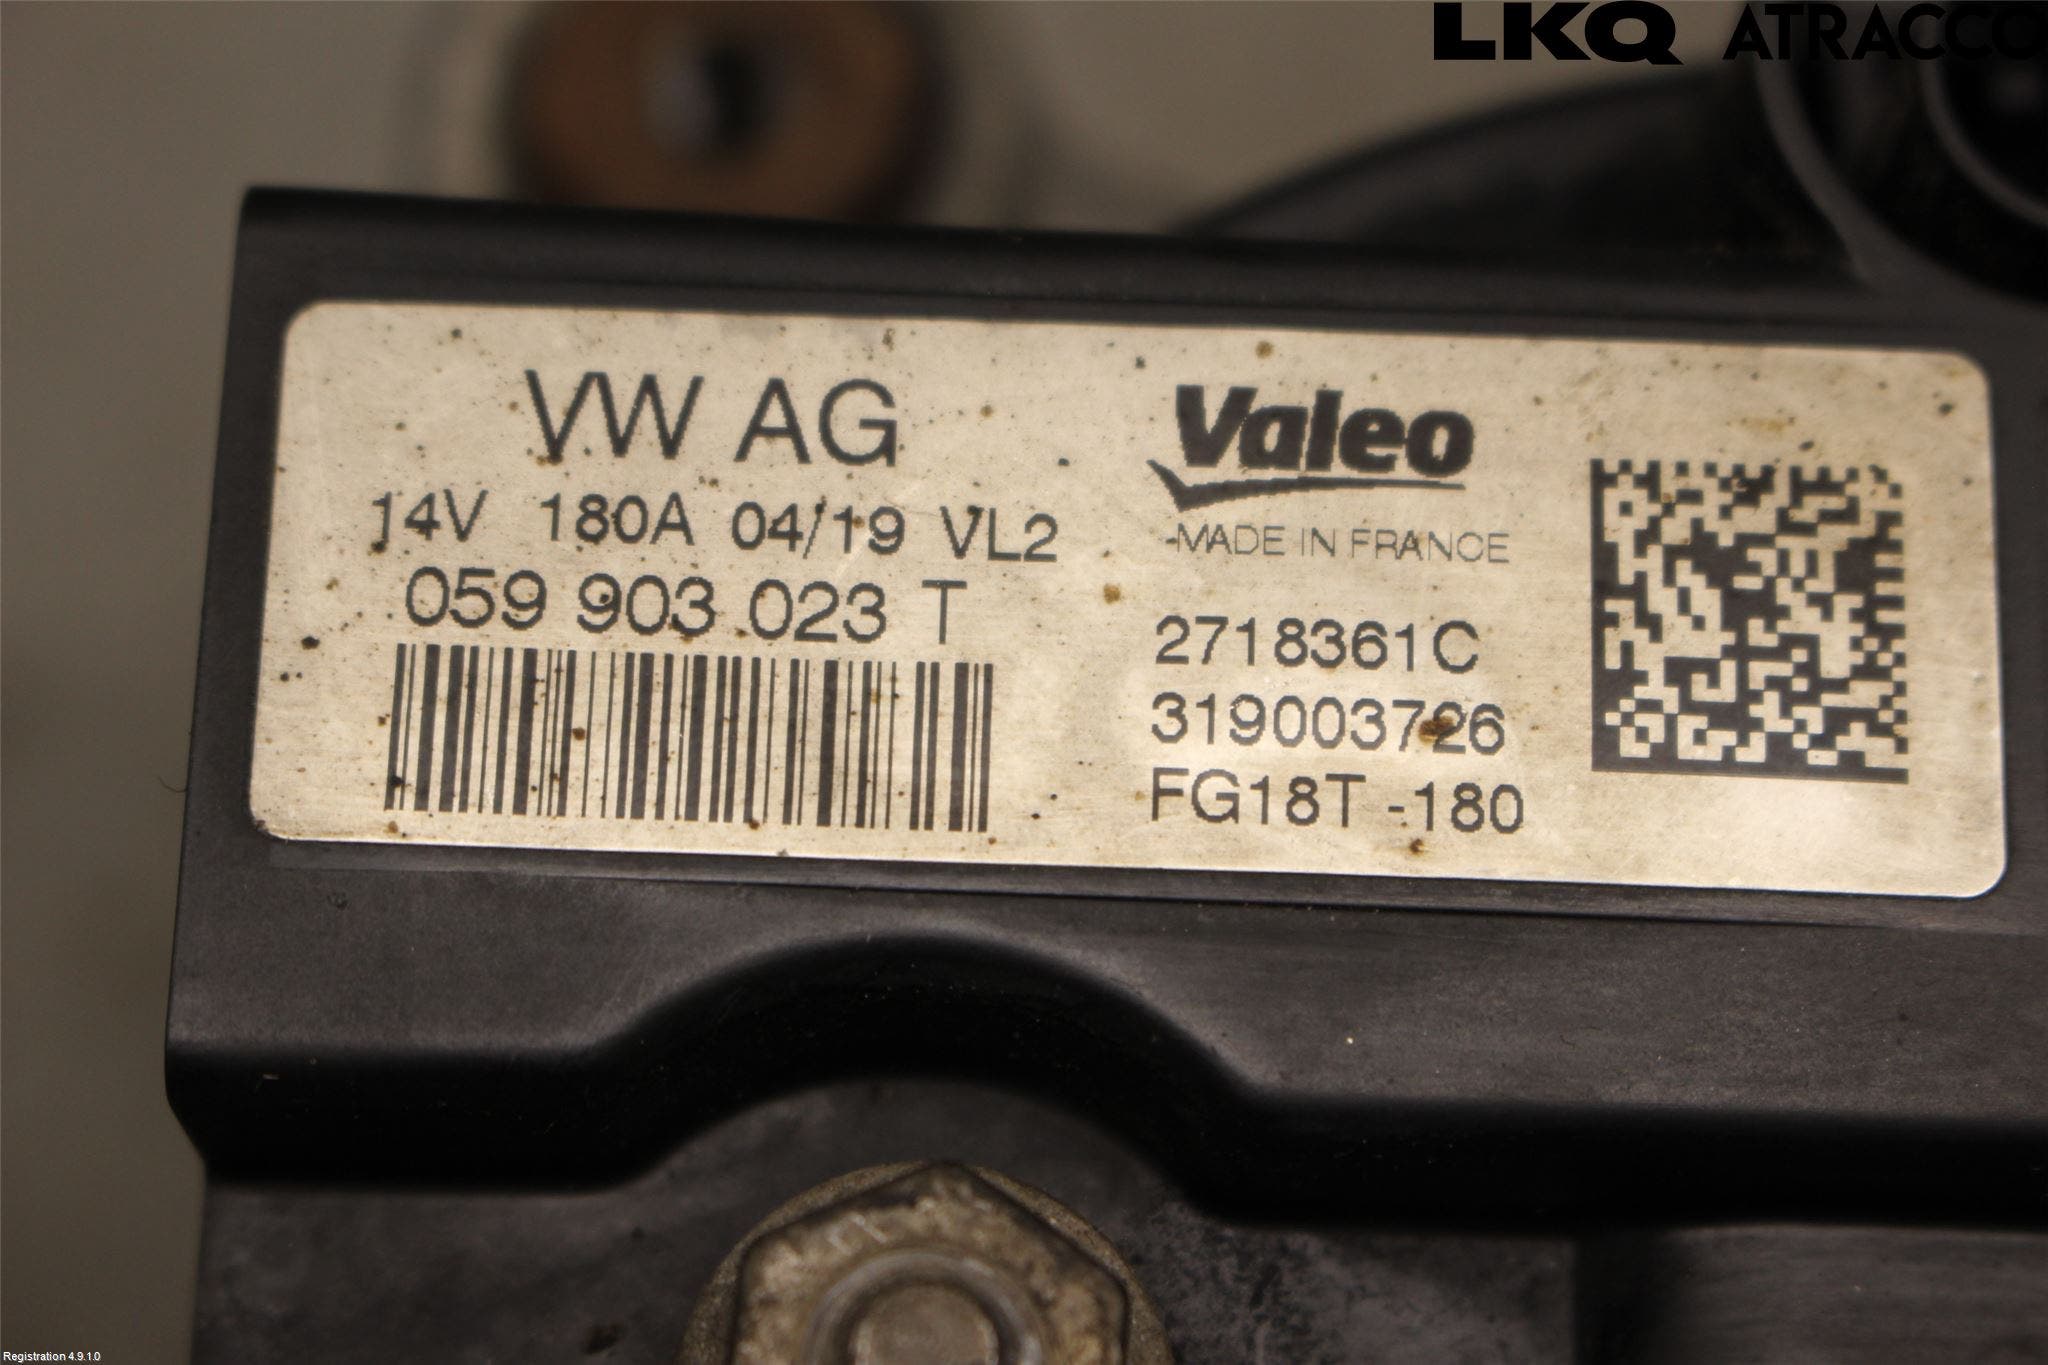 LKQ ATRACCO
VW AG
14V 180A 04/19 VL2
059 903 023 T
Valeo
MADE IN FRANCE
2718361C
319003726
FG18T -180
Registration 4.9.1.0